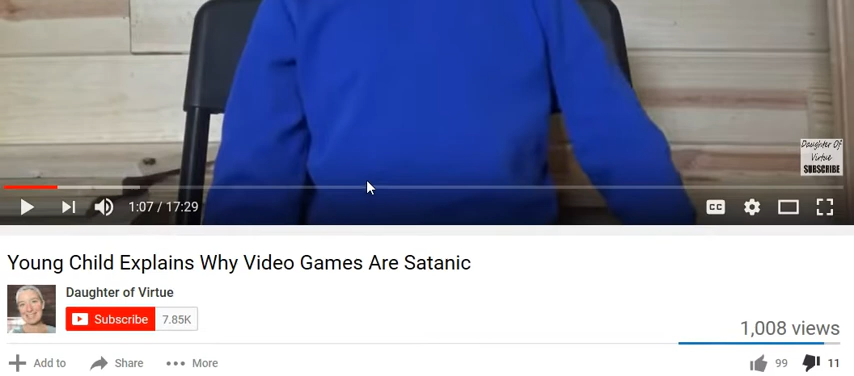 Daughter Of
Virtue
SUBSCRIBE
1:07 / 17:29
CC
Young Child Explains Why Video Games Are Satanic
Daughter of Virtue
Subscribe 7.85K
1,008 views
Add to Share More 99 11